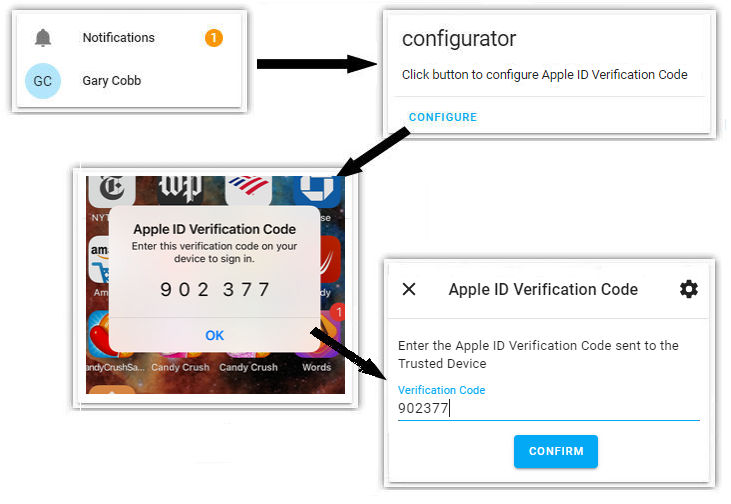 Notifications 1
GC Gary Cobb
configurator
Click button to configure Apple ID Verification Code
CONFIGURE
NYT
Apple ID Verification Code
Enter this verification code on your
device to sign in.
902 377
OK
1
CandyCrushSa...
Candy Crush
Candy Crush
Words
Apple ID Verification Code
Enter the Apple ID Verification Code sent to the
Trusted Device
Verification Code
902377
CONFIRM